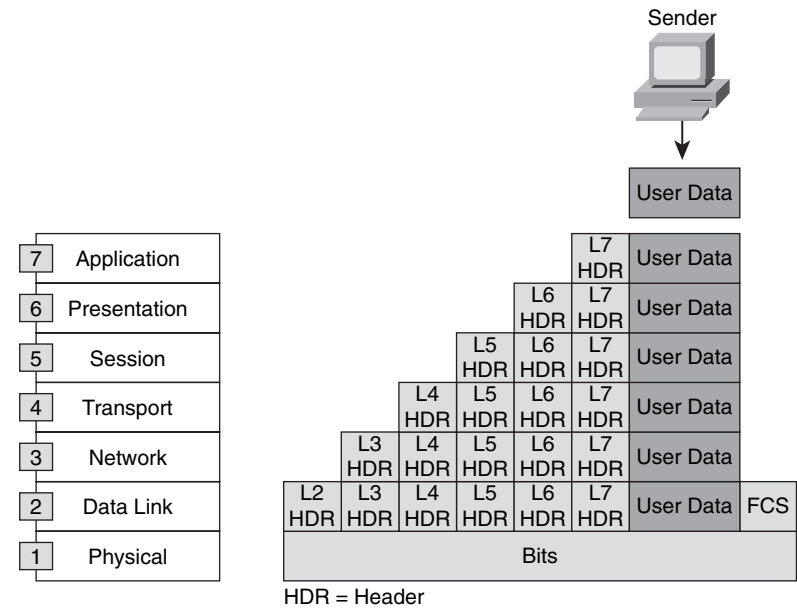 Sender
User Data
7 Application
L7 HDR User Data
6 Presentation
L6 HDR L7 HDR User Data
5 Session
L5 HDR L6 HDR L7 HDR User Data
4 Transport
L4 HDR L5 HDR L6 HDR L7 HDR User Data
3 Network
L3 HDR L4 HDR L5 HDR L6 HDR L7 HDR User Data
2 Data Link
L2 HDR L3 HDR L4 HDR L5 HDR L6 HDR L7 HDR User Data FCS
1 Physical
Bits
HDR = Header